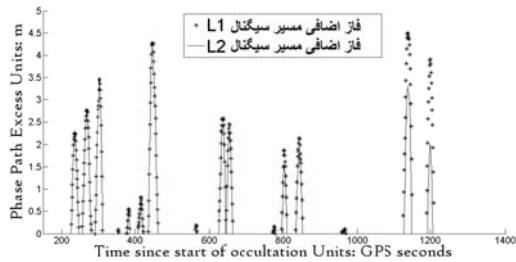 فاز اضافی مسیر سیگنال L1
فاز اضافی مسیر سیگنال L2
Phase Path Excess Units: m
5
4.5
4
3.5
3
2.5
2
1.5
1
0.5
0
200 400 600 800 1000 1200 1400
Time since start of occultation Units: GPS seconds